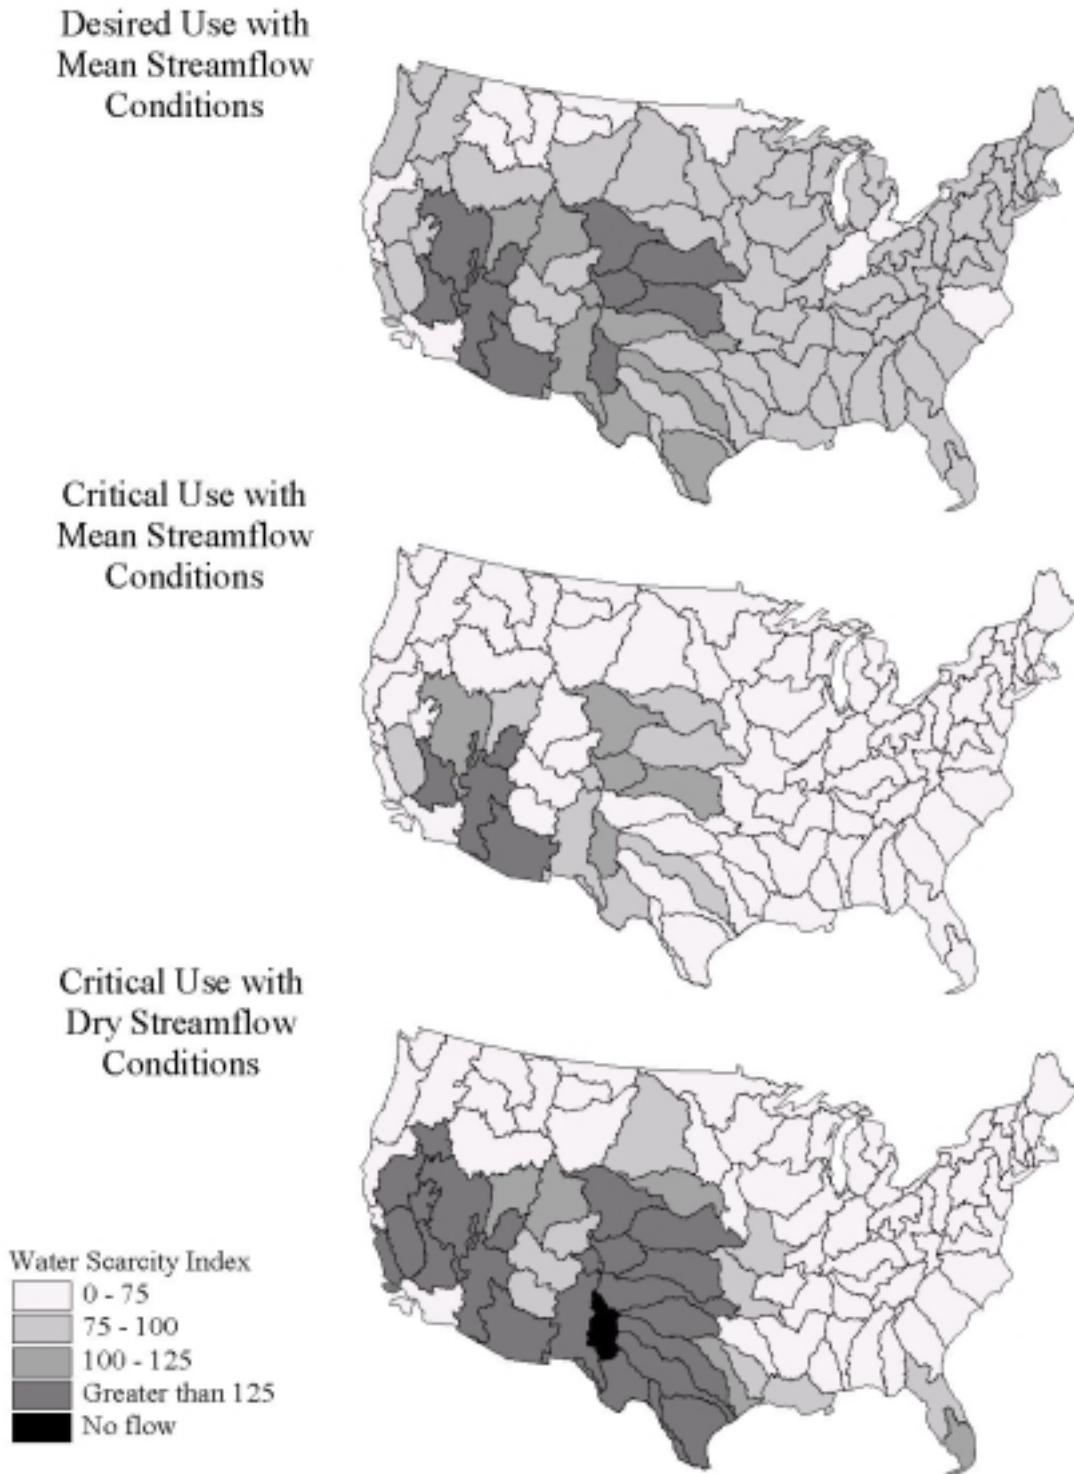 Desired Use with
Mean Streamflow
Conditions
Critical Use with
Mean Streamflow
Conditions
Critical Use with
Dry Streamflow
Conditions
Water Scarcity Index
0 - 75
75 - 100
100 - 125
Greater than 125
No flow